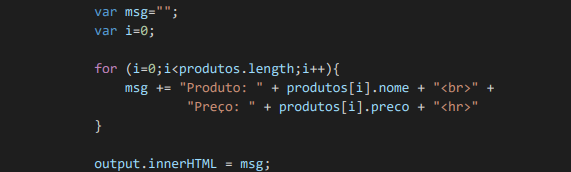 var msg="";
var i=0;
for (i=0;i<produtos.length;i++){
msg += "Produto: " + produtos[i].nome + "<br>" +
"Preço: " + produtos[i].preco + "<hr>"
}
output.innerHTML = msg;